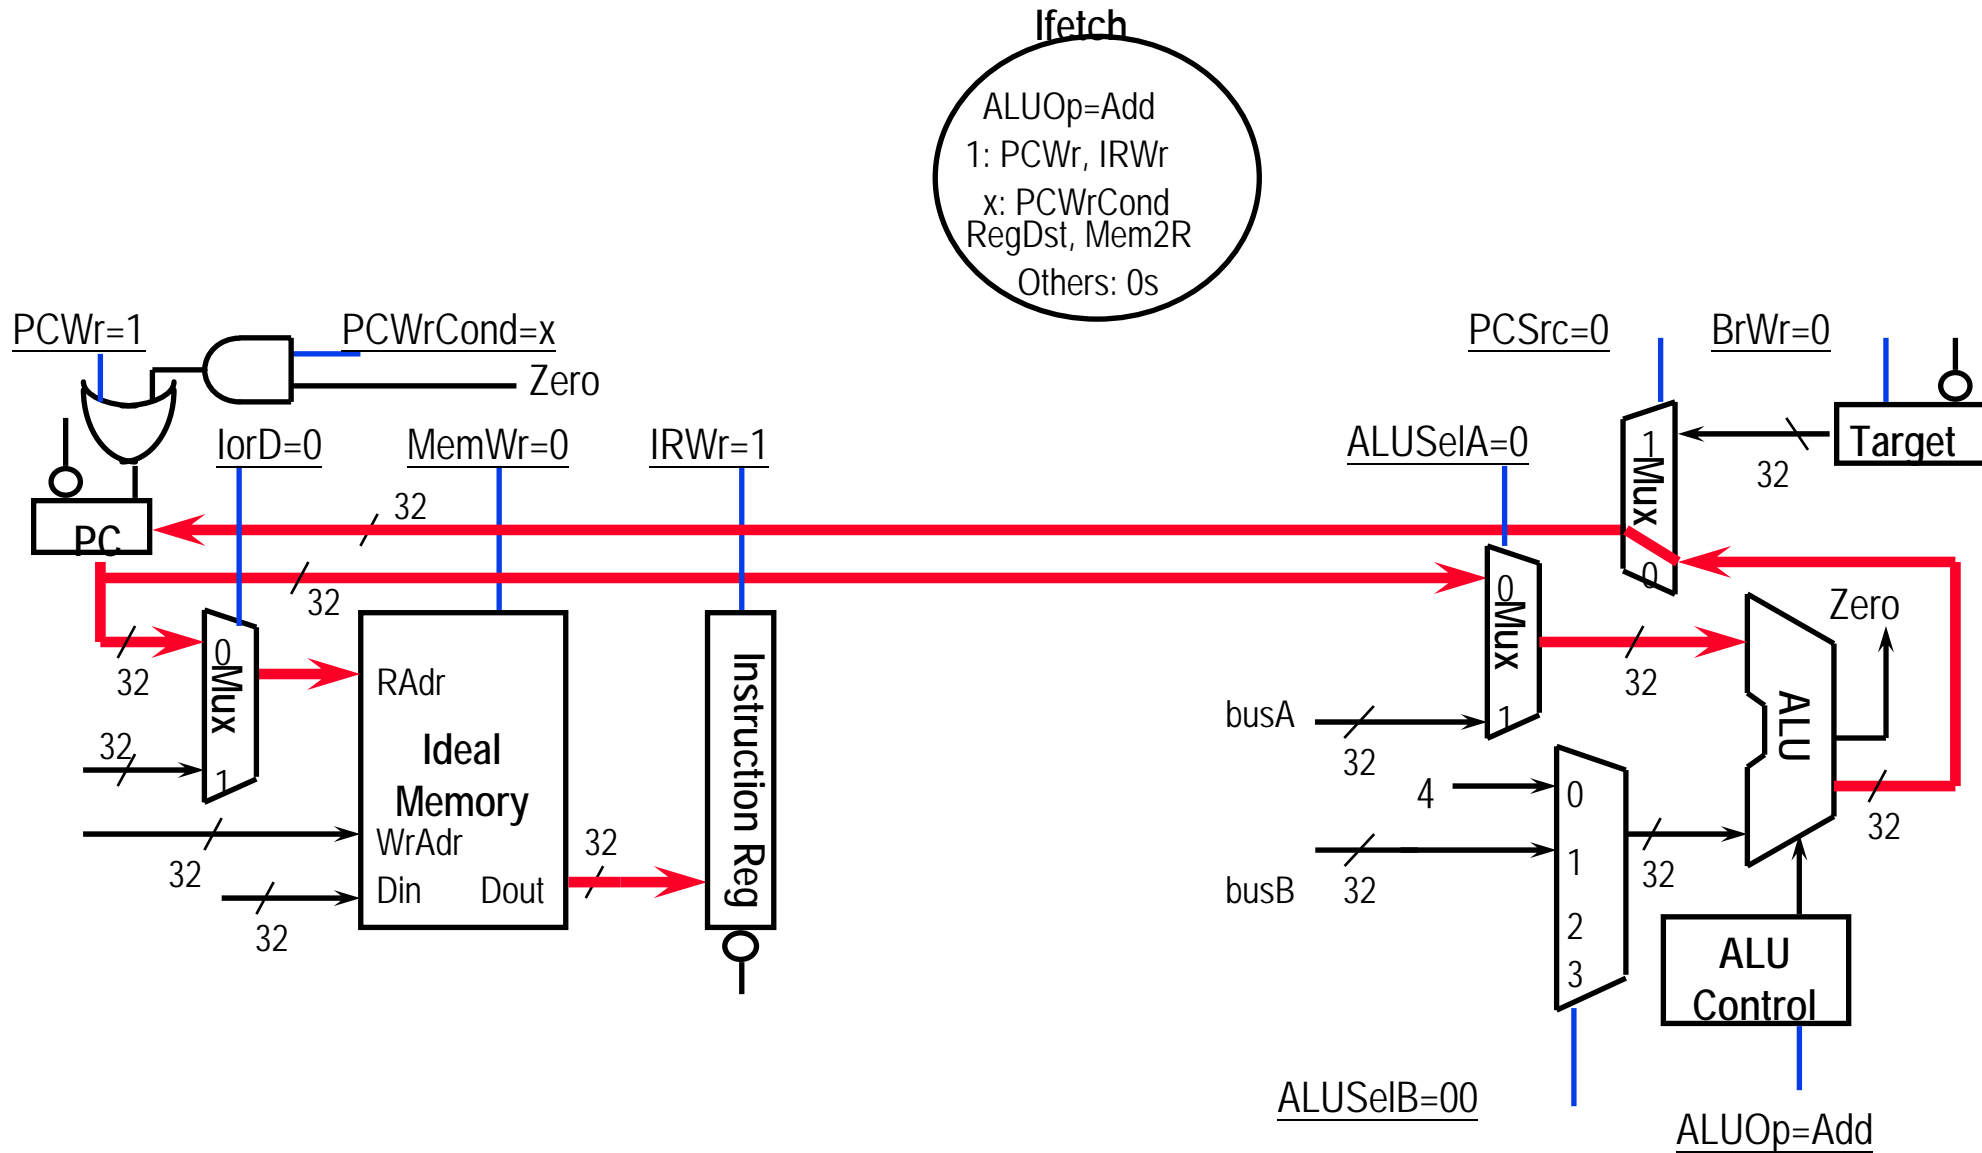 Ifetch
ALUOp=Add
1: PCWr, IRWr
x: PCWrCond
RegDst, Mem2R
Others: 0s
PCWr=1
PCWrCond=x
Zero
PCSrc=0
BrWr=0
IorD=0
MemWr=0
IRWr=1
ALUSelA=0
1
Mux
0
32
Target
32
PC
32
0
Mux
1
32
Zero
32
0
Mux
1
32
RAdr
Ideal
Memory
WrAdr
Din
Dout
32
Instruction Reg
busA
32
ALU
32
4
0
1
2
3
32
busB
32
32
32
ALU
Control
ALUSelB=00
ALUOp=Add